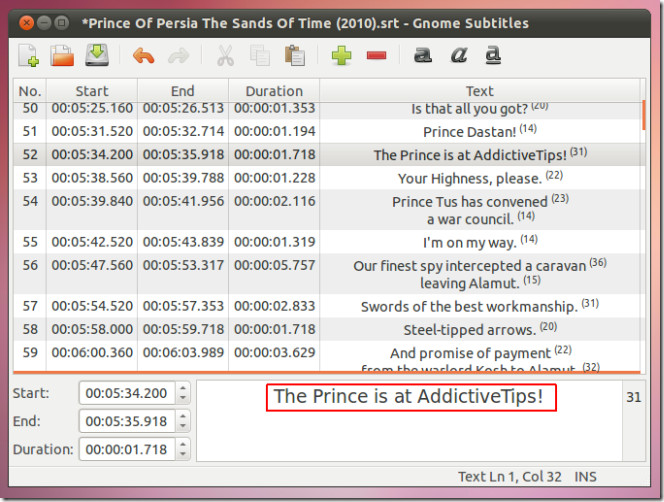 *Prince Of Persia The Sands Of Time (2010).srt - Gnome Subtitles
a a a
No. Start End Duration Text
50 00:05:25.160 00:05:26.513 00:00:01.353 Is that all you got? (20)
51 00:05:31.520 00:05:32.714 00:00:01.194 Prince Dastan! (14)
52 00:05:34.200 00:05:35.918 00:00:01.718 The Prince is at AddictiveTips! (31)
53 00:05:38.560 00:05:39.788 00:00:01.228 Your Highness, please. (22)
54 00:05:39.840 00:05:41.956 00:00:02.116 Prince Tus has convened (23)
a war council. (14)
55 00:05:42.520 00:05:43.839 00:00:01.319 I'm on my way. (14)
56 00:05:47.560 00:05:53.317 00:00:05.757 Our finest spy intercepted a caravan (36)
leaving Alamut. (15)
57 00:05:54.520 00:05:57.353 00:00:02.833 Swords of the best workmanship. (31)
58 00:05:58.000 00:05:59.718 00:00:01.718 Steel-tipped arrows. (20)
59 00:06:00.360 00:06:03.989 00:00:03.629 And promise of payment (22)
from the warlord Kosh to Alamut. (32)
Start: 00:05:34.200 The Prince is at AddictiveTips! 31
End: 00:05:35.918
Duration: 00:00:01.718
Text Ln 1, Col 32 INS